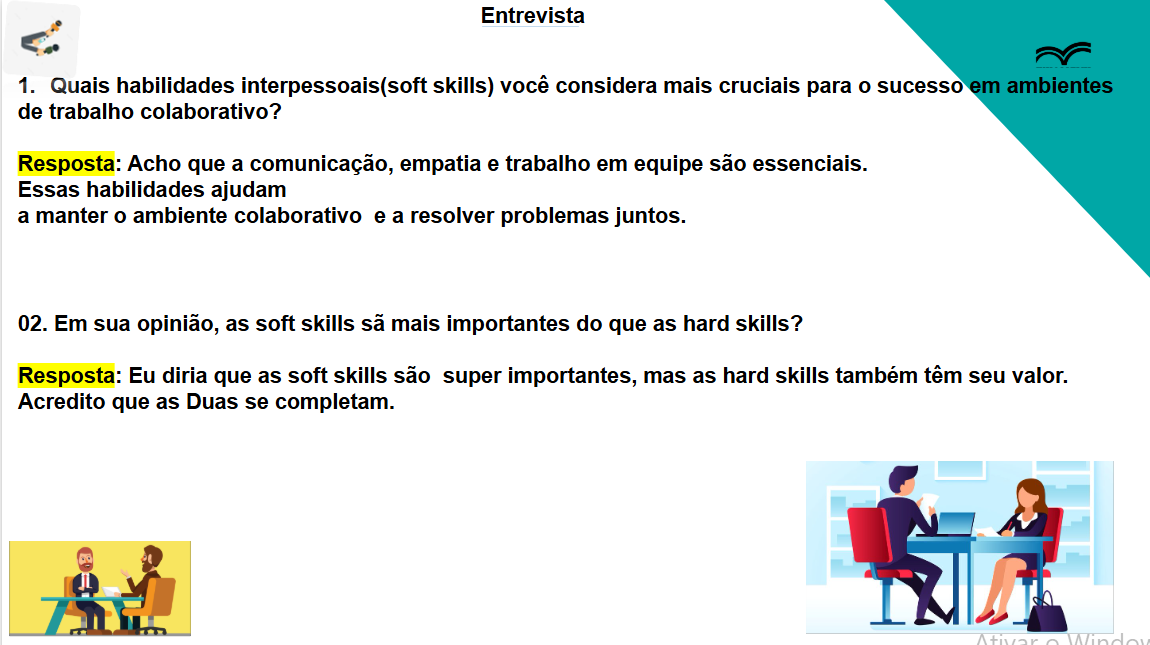 Entrevista
1. Quais habilidades interpessoais(soft skills) você considera mais cruciais para o sucesso em ambientes
de trabalho colaborativo?
Resposta: Acho que a comunicação, empatia e trabalho em equipe são essenciais.
Essas habilidades ajudam
a manter o ambiente colaborativo e a resolver problemas juntos.
02. Em sua opinião, as soft skills sã mais importantes do que as hard skills?
Resposta: Eu diria que as soft skills são super importantes, mas as hard skills também têm seu valor.
Acredito que as Duas se completam.
Ativar o Window